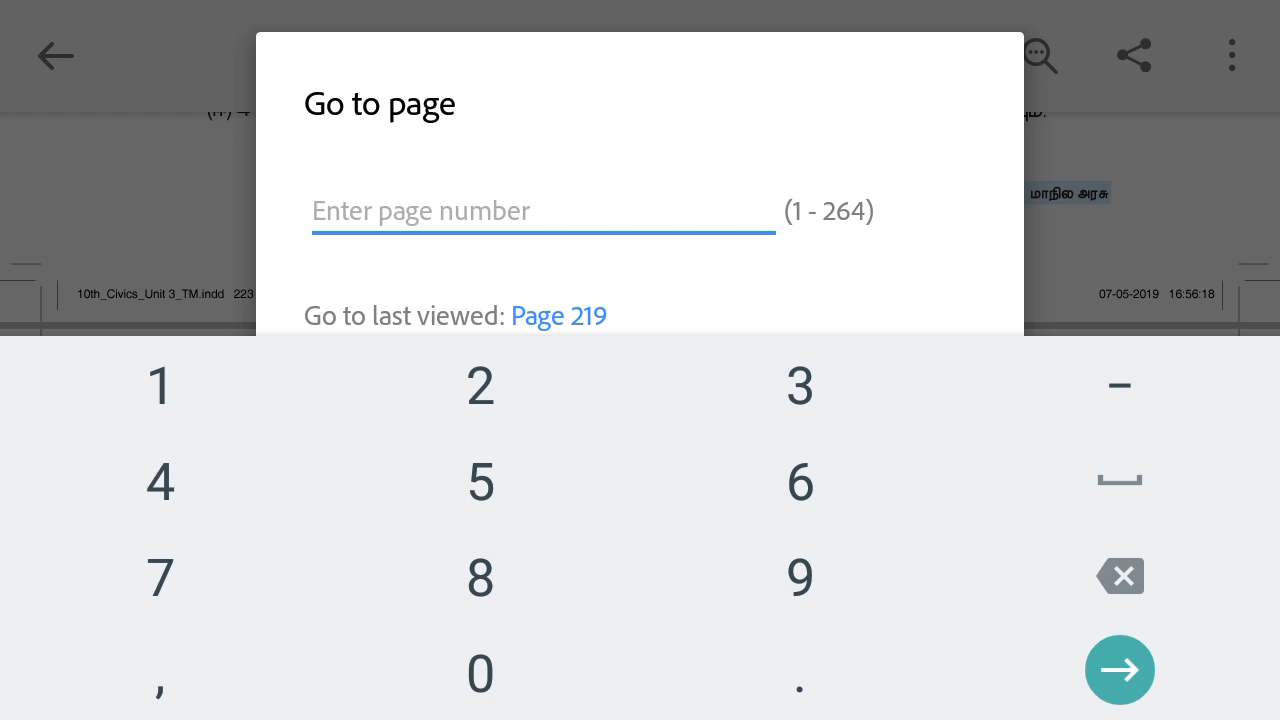 Go to page
Enter page number (1 - 264)
மாநில அரசு
10th_Civics_Unit 3_TM.indd 223
07-05-2019 16:56:18
Go to last viewed: Page 219
1 2 3 –
4 5 6
7 8 9
, 0 .